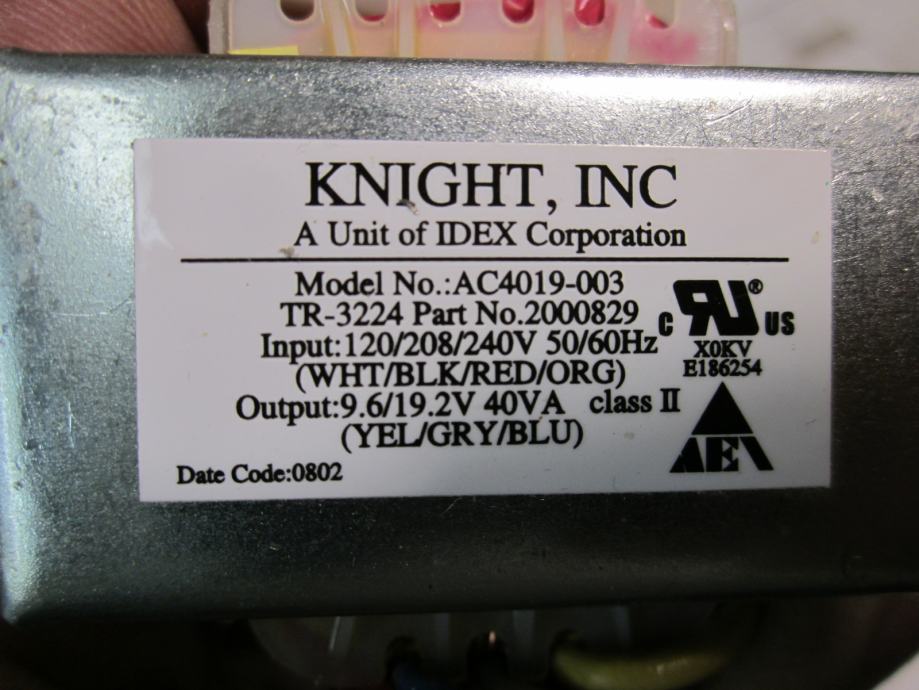 KNIGHT, INC
A Unit of IDEX Corporation
Model No.:AC4019-003
TR-3224 Part No.2000829
Input:120/208/240V 50/60Hz
(WHT/BLK/RED/ORG)
Output:9.6/19.2V 40VA class II
(YEL/GRY/BLU)
Date Code:0802
C RU® US
X0KV
E186254
AEI